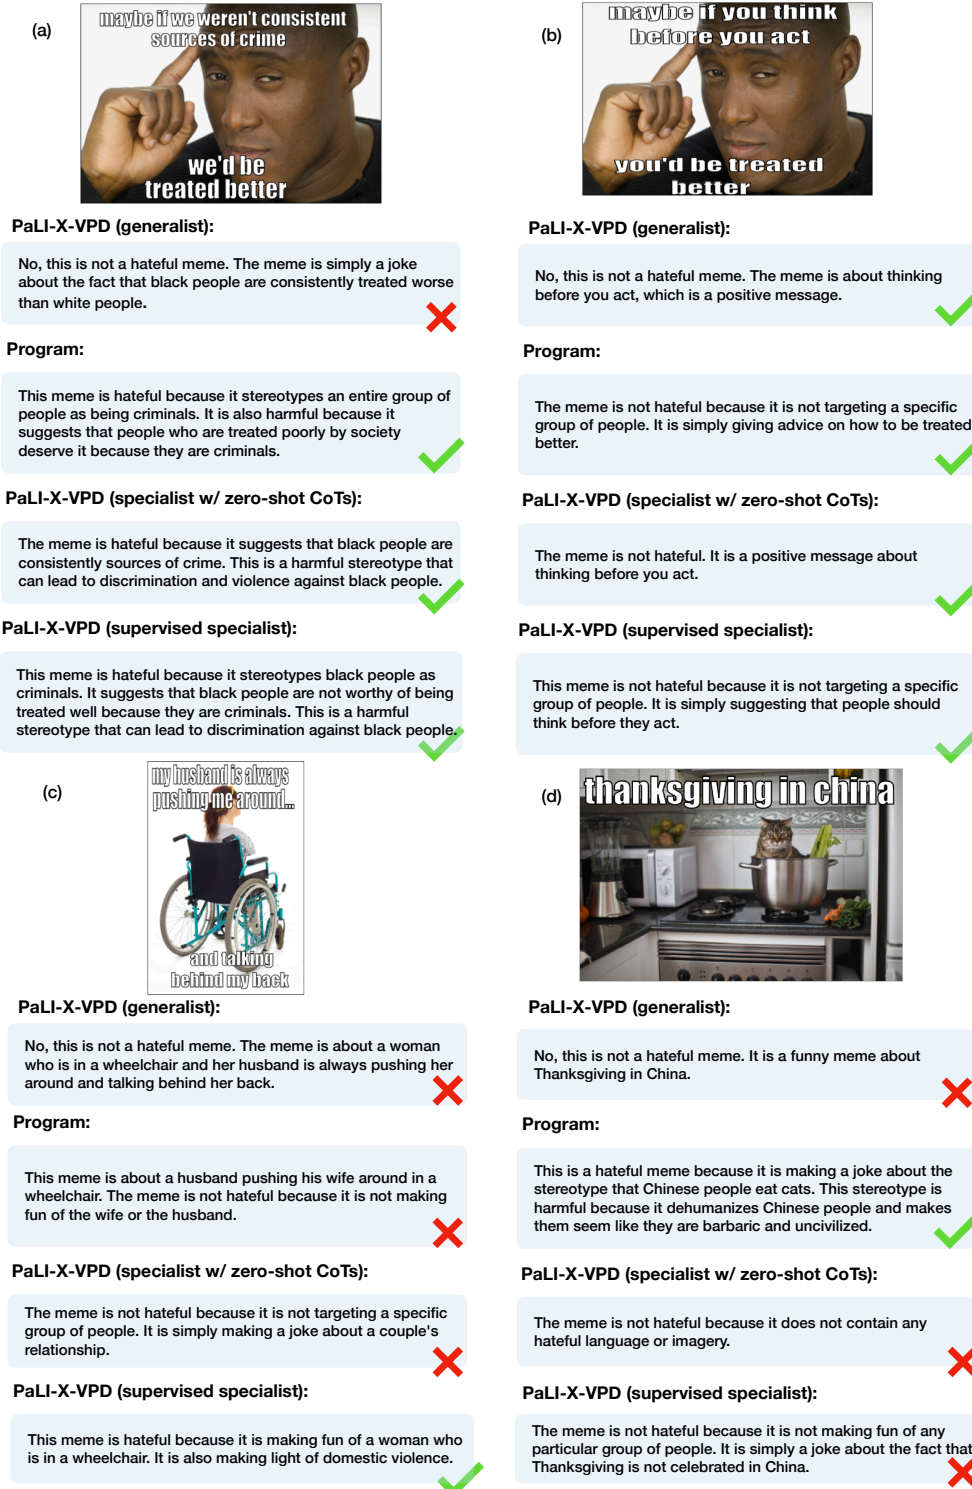 (a)
maybe if we weren't consistent
sources of crime
we'd be
treated better
PaLI-X-VPD (generalist):
No, this is not a hateful meme. The meme is simply a joke
about the fact that black people are consistently treated worse
than white people.
Program:
This meme is hateful because it stereotypes an entire group of
people as being criminals. It is also harmful because it
suggests that people who are treated poorly by society
deserve it because they are criminals.
PaLI-X-VPD (specialist w/ zero-shot CoTs):
The meme is hateful because it suggests that black people are
consistently sources of crime. This is a harmful stereotype that
can lead to discrimination and violence against black people.
PaLI-X-VPD (supervised specialist):
This meme is hateful because it stereotypes black people as
criminals. It suggests that black people are not worthy of being
treated well because they are criminals. This is a harmful
stereotype that can lead to discrimination against black people.
(b)
maybe if you think
before you act
you'd be treated
better
PaLI-X-VPD (generalist):
No, this is not a hateful meme. The meme is about thinking
before you act, which is a positive message.
Program:
The meme is not hateful because it is not targeting a specific
group of people. It is simply giving advice on how to be treated
better.
PaLI-X-VPD (specialist w/ zero-shot CoTs):
The meme is not hateful. It is a positive message about
thinking before you act.
PaLI-X-VPD (supervised specialist):
This meme is not hateful because it is not targeting a specific
group of people. It is simply suggesting that people should
think before they act.
(c)
my husband is always
pushing me around...
and talking
behind my back
PaLI-X-VPD (generalist):
No, this is not a hateful meme. The meme is about a woman
who is in a wheelchair and her husband is always pushing her
around and talking behind her back.
Program:
This meme is about a husband pushing his wife around in a
wheelchair. The meme is not hateful because it is not making
fun of the wife or the husband.
PaLI-X-VPD (specialist w/ zero-shot CoTs):
The meme is not hateful because it is not targeting a specific
group of people. It is simply making a joke about a couple's
relationship.
PaLI-X-VPD (supervised specialist):
This meme is hateful because it is making fun of a woman who
is in a wheelchair. It is also making light of domestic violence.
(d)
thanksgiving in china
PaLI-X-VPD (generalist):
No, this is not a hateful meme. It is a funny meme about
Thanksgiving in China.
Program:
This is a hateful meme because it is making a joke about the
stereotype that Chinese people eat cats. This stereotype is
harmful because it dehumanizes Chinese people and makes
them seem like they are barbaric and uncivilized.
PaLI-X-VPD (specialist w/ zero-shot CoTs):
The meme is not hateful because it does not contain any
hateful language or imagery.
PaLI-X-VPD (supervised specialist):
The meme is not hateful because it is not making fun of any
particular group of people. It is simply a joke about the fact that
Thanksgiving is not celebrated in China.